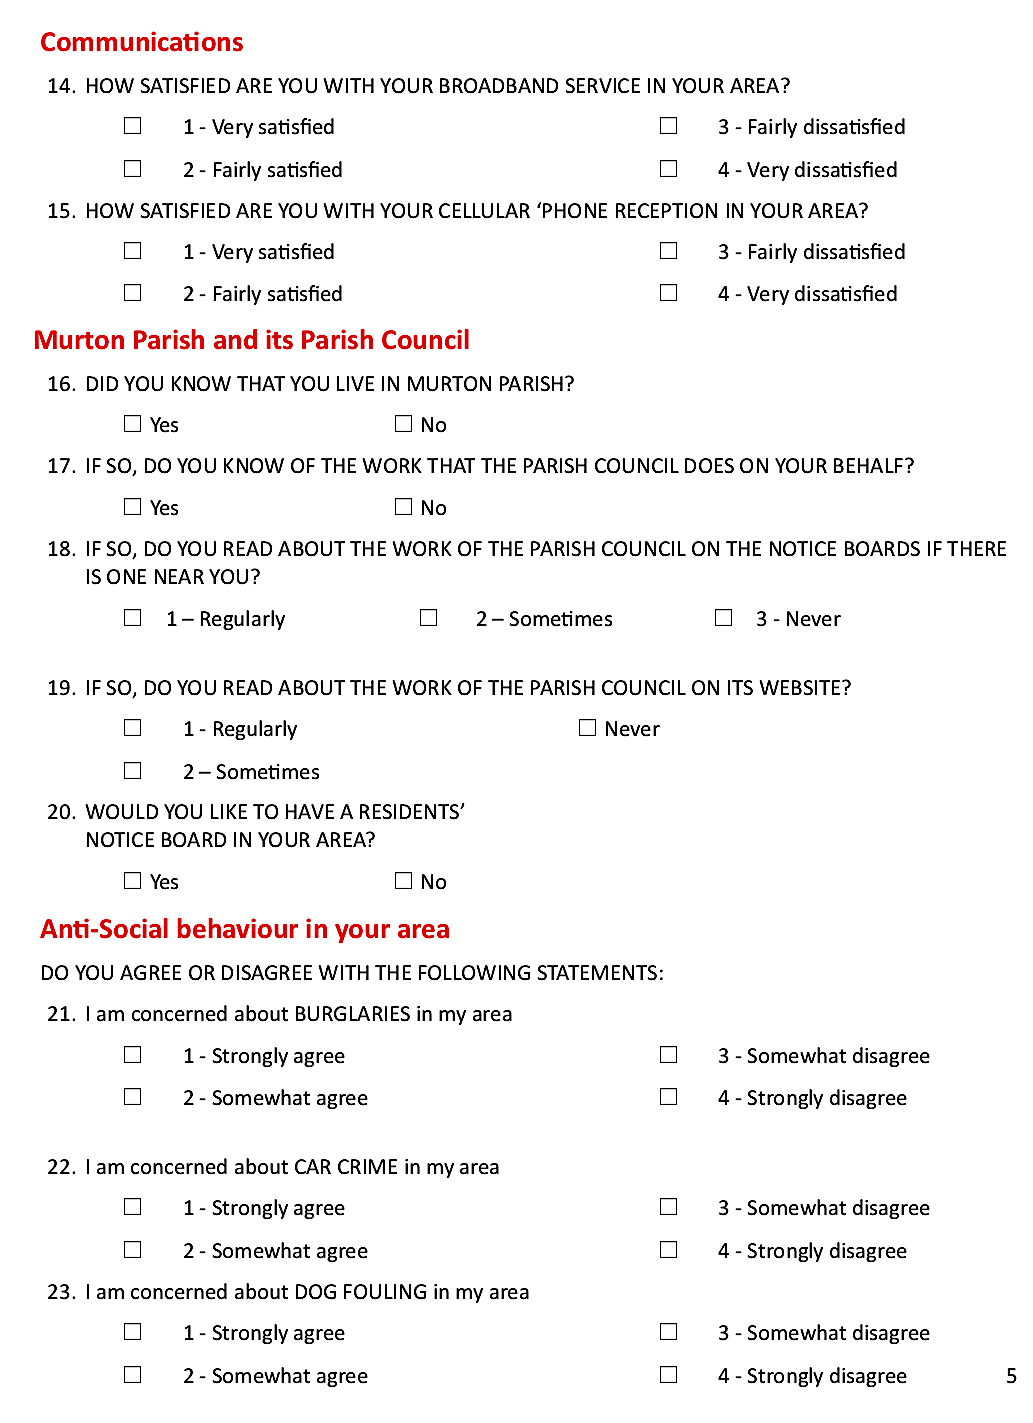 Communications
14. HOW SATISFIED ARE YOU WITH YOUR BROADBAND SERVICE IN YOUR AREA?
☐ 1 - Very satisfied ☐ 3 - Fairly dissatisfied
☐ 2 - Fairly satisfied ☐ 4 - Very dissatisfied
15. HOW SATISFIED ARE YOU WITH YOUR CELLULAR ‘PHONE RECEPTION IN YOUR AREA?
☐ 1 - Very satisfied ☐ 3 - Fairly dissatisfied
☐ 2 - Fairly satisfied ☐ 4 - Very dissatisfied
Murton Parish and its Parish Council
16. DID YOU KNOW THAT YOU LIVE IN MURTON PARISH?
☐ Yes ☐ No
17. IF SO, DO YOU KNOW OF THE WORK THAT THE PARISH COUNCIL DOES ON YOUR BEHALF?
☐ Yes ☐ No
18. IF SO, DO YOU READ ABOUT THE WORK OF THE PARISH COUNCIL ON THE NOTICE BOARDS IF THERE
IS ONE NEAR YOU?
☐ 1 – Regularly ☐ 2 – Sometimes ☐ 3 - Never
19. IF SO, DO YOU READ ABOUT THE WORK OF THE PARISH COUNCIL ON ITS WEBSITE?
☐ 1 - Regularly ☐ Never
☐ 2 – Sometimes
20. WOULD YOU LIKE TO HAVE A RESIDENTS’
NOTICE BOARD IN YOUR AREA?
☐ Yes ☐ No
Anti-Social behaviour in your area
DO YOU AGREE OR DISAGREE WITH THE FOLLOWING STATEMENTS:
21. I am concerned about BURGLARIES in my area
☐ 1 - Strongly agree ☐ 3 - Somewhat disagree
☐ 2 - Somewhat agree ☐ 4 - Strongly disagree
22. I am concerned about CAR CRIME in my area
☐ 1 - Strongly agree ☐ 3 - Somewhat disagree
☐ 2 - Somewhat agree ☐ 4 - Strongly disagree
23. I am concerned about DOG FOULING in my area
☐ 1 - Strongly agree ☐ 3 - Somewhat disagree
☐ 2 - Somewhat agree ☐ 4 - Strongly disagree 5